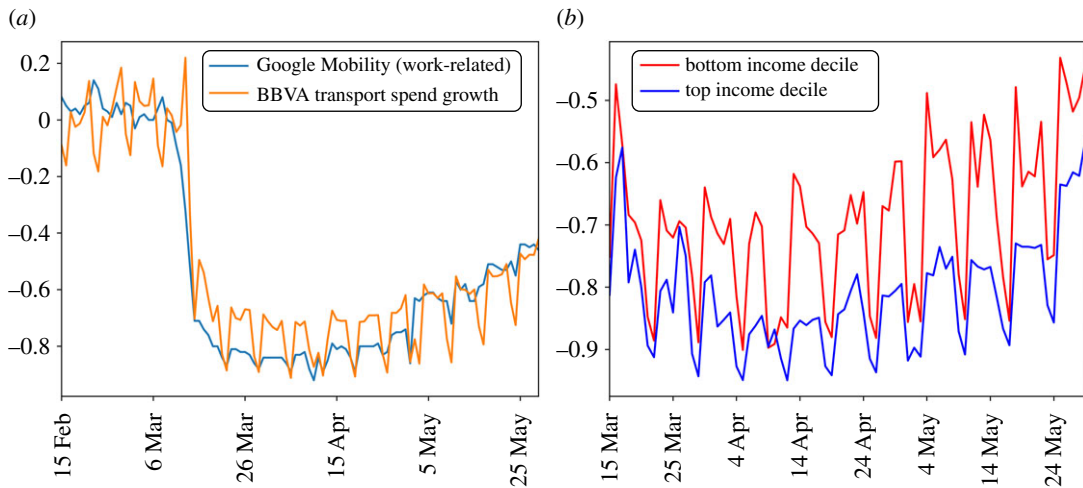 (a)
Google Mobility (work-related)
BBVA transport spend growth
0.2
0
–0.2
–0.4
–0.6
–0.8
15 Feb
6 Mar
26 Mar
15 Apr
5 May
25 May
(b)
bottom income decile
top income decile
–0.5
–0.6
–0.7
–0.8
–0.9
15 Mar
25 Mar
4 Apr
14 Apr
24 Apr
4 May
14 May
24 May